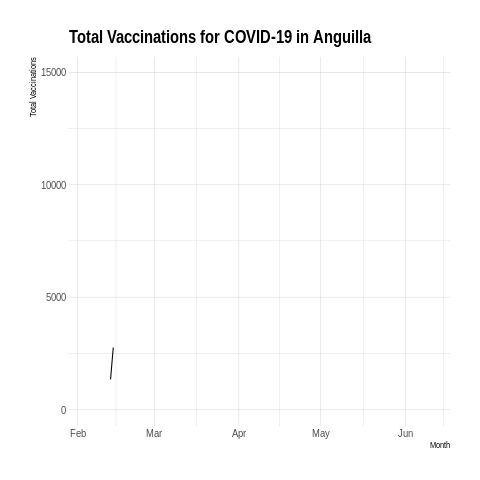 Total Vaccinations for COVID-19 in Anguilla
Total Vaccinations
15000
10000
5000
0
Feb Mar Apr May Jun
Month